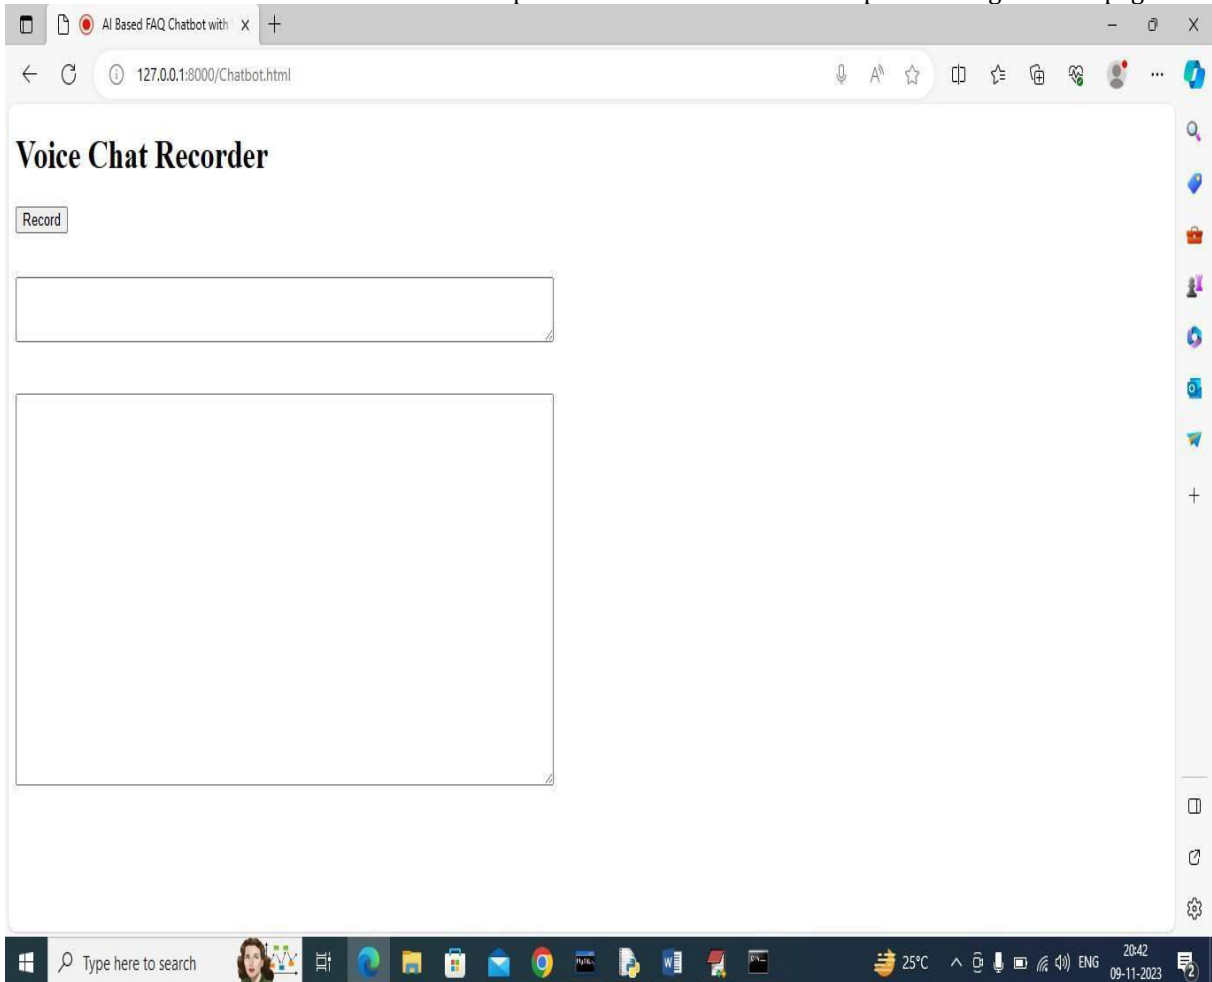 AI Based FAQ Chatbot with
127.0.0.1:8000/Chatbot.html
Voice Chat Recorder
Record
Type here to search
25°C
ENG
20:42
09-11-2023
2